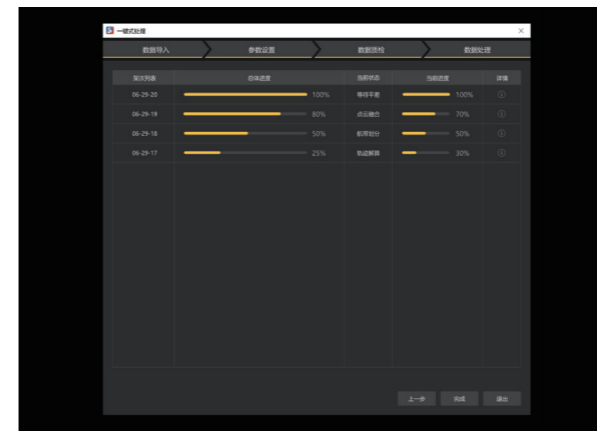 一键式处理
数据导入 参数设置 数据质检 数据处理
架次列表 总体进度 当前状态 当前进度 详情
06-29-20 100% 等待平差 100%
06-29-19 80% 点云融合 70%
06-29-18 50% 航带划分 50%
06-29-17 25% 轨迹解算 30%
上一步 完成 退出